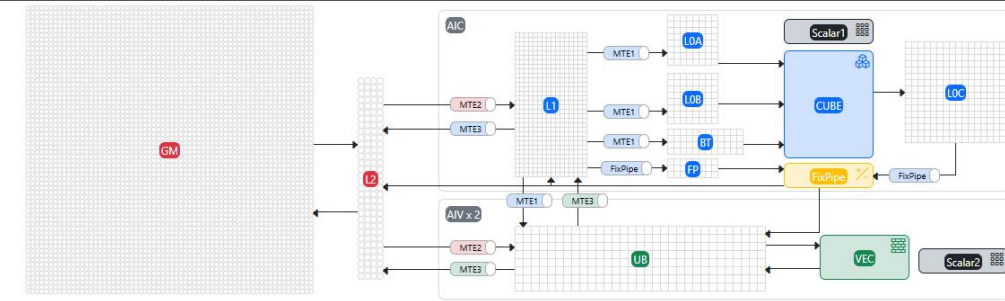 GM
L2
AIC
MTE2
MTE3
L1
MTE1
L0A
MTE1
L0B
MTE1
BT
FixPipe
FP
Scalar1
CUBE
FixPipe
FixPipe
L0C
MTE1
MTE3
AIV x 2
MTE2
MTE3
UB
VEC
Scalar2